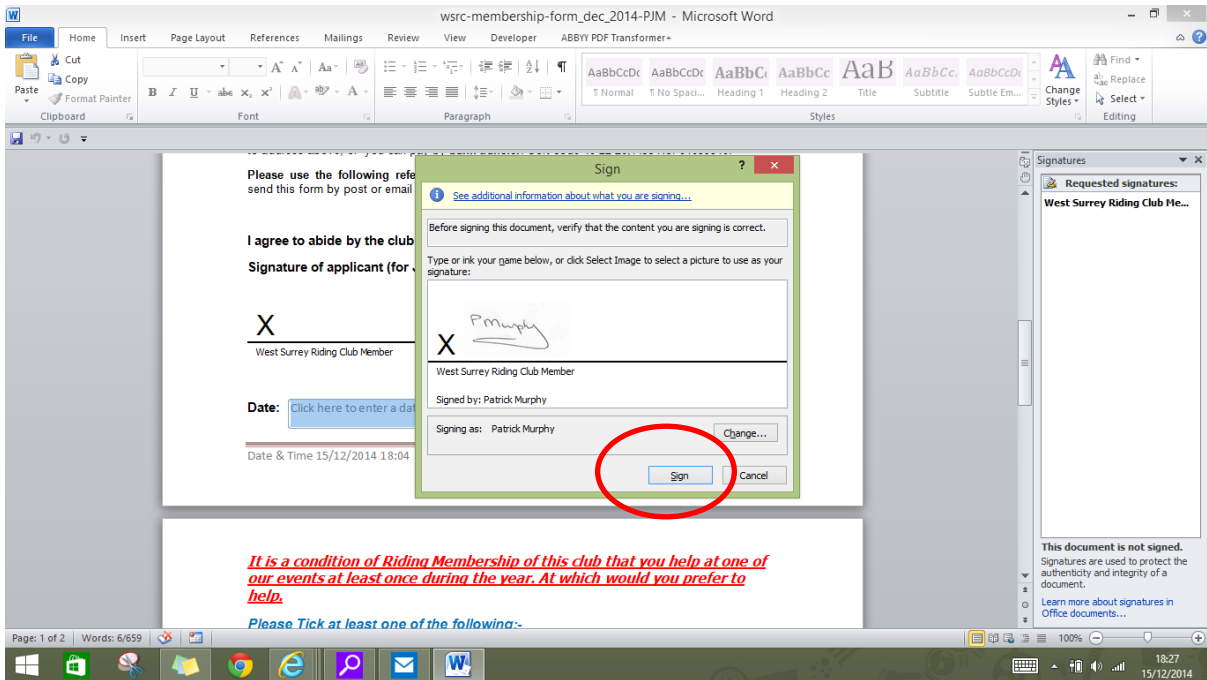 wsrc-membership-form_dec_2014-PJM - Microsoft Word
File Home Insert Page Layout References Mailings Review View Developer ABBYY PDF Transformer+
Paste
Cut
Copy
Format Painter
Clipboard
Font
Paragraph
AaBbCcDc AaBbCcDc AaBbC AaBbCc AaB AaBbCc. AaBbCcDc
¶ Normal ¶ No Spaci... Heading 1 Heading 2 Title Subtitle Subtle Em...
Styles
Change Styles
Find
Replace
Select
Editing
Please use the following refe
send this form by post or email
I agree to abide by the club
Signature of applicant (for
X
West Surrey Riding Club Member
Date: Click here to enter a dat
Date & Time 15/12/2014 18:04
Sign
See additional information about what you are signing...
Before signing this document, verify that the content you are signing is correct.
Type or ink your name below, or click Select Image to select a picture to use as your
signature:
P Murphy
X
West Surrey Riding Club Member
Signed by: Patrick Murphy
Signing as: Patrick Murphy
Change...
Sign Cancel
It is a condition of Riding Membership of this club that you help at one of
our events at least once during the year. At which would you prefer to
help.
Please Tick at least one of the following:-
Signatures
Requested signatures:
West Surrey Riding Club Me...
This document is not signed.
Signatures are used to protect the
authenticity and integrity of a
document.
Learn more about signatures in
Office documents...
Page: 1 of 2 Words: 6/659
100%
18:27
15/12/2014